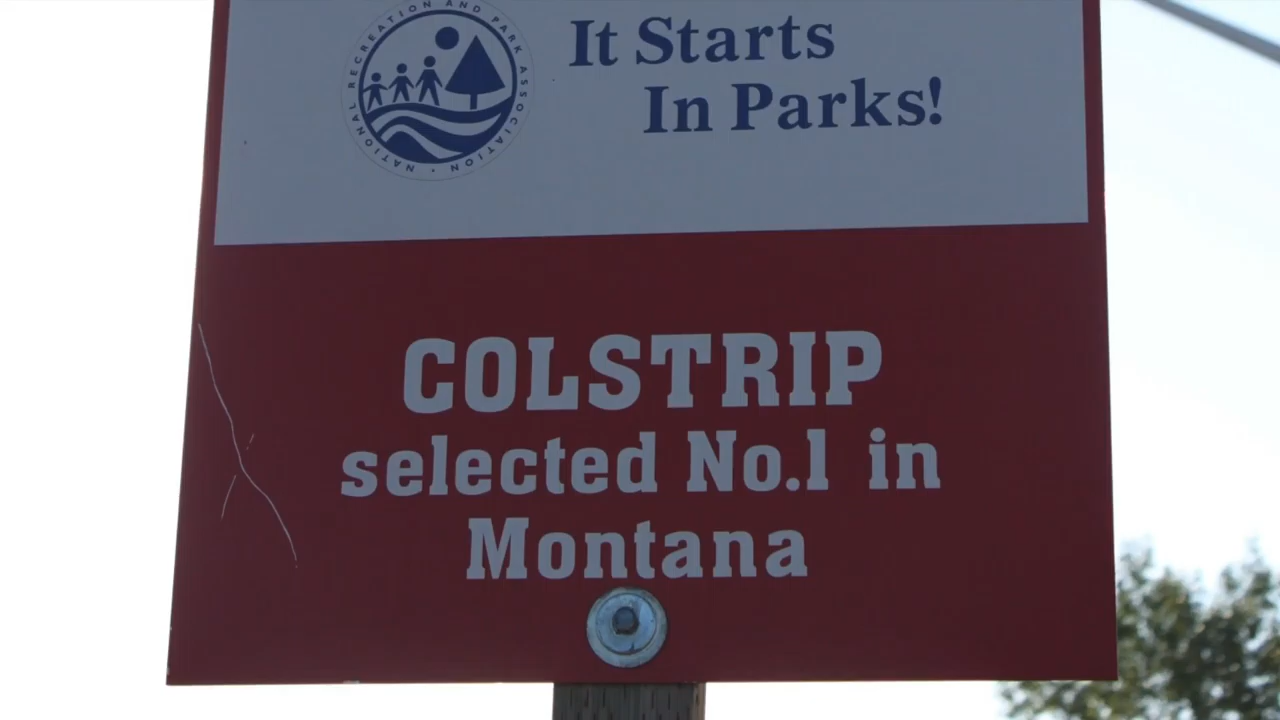 NATIONAL RECREATION AND PARK ASSOCIATION
It Starts
In Parks!
COLSTRIP
selected No.1 in
Montana